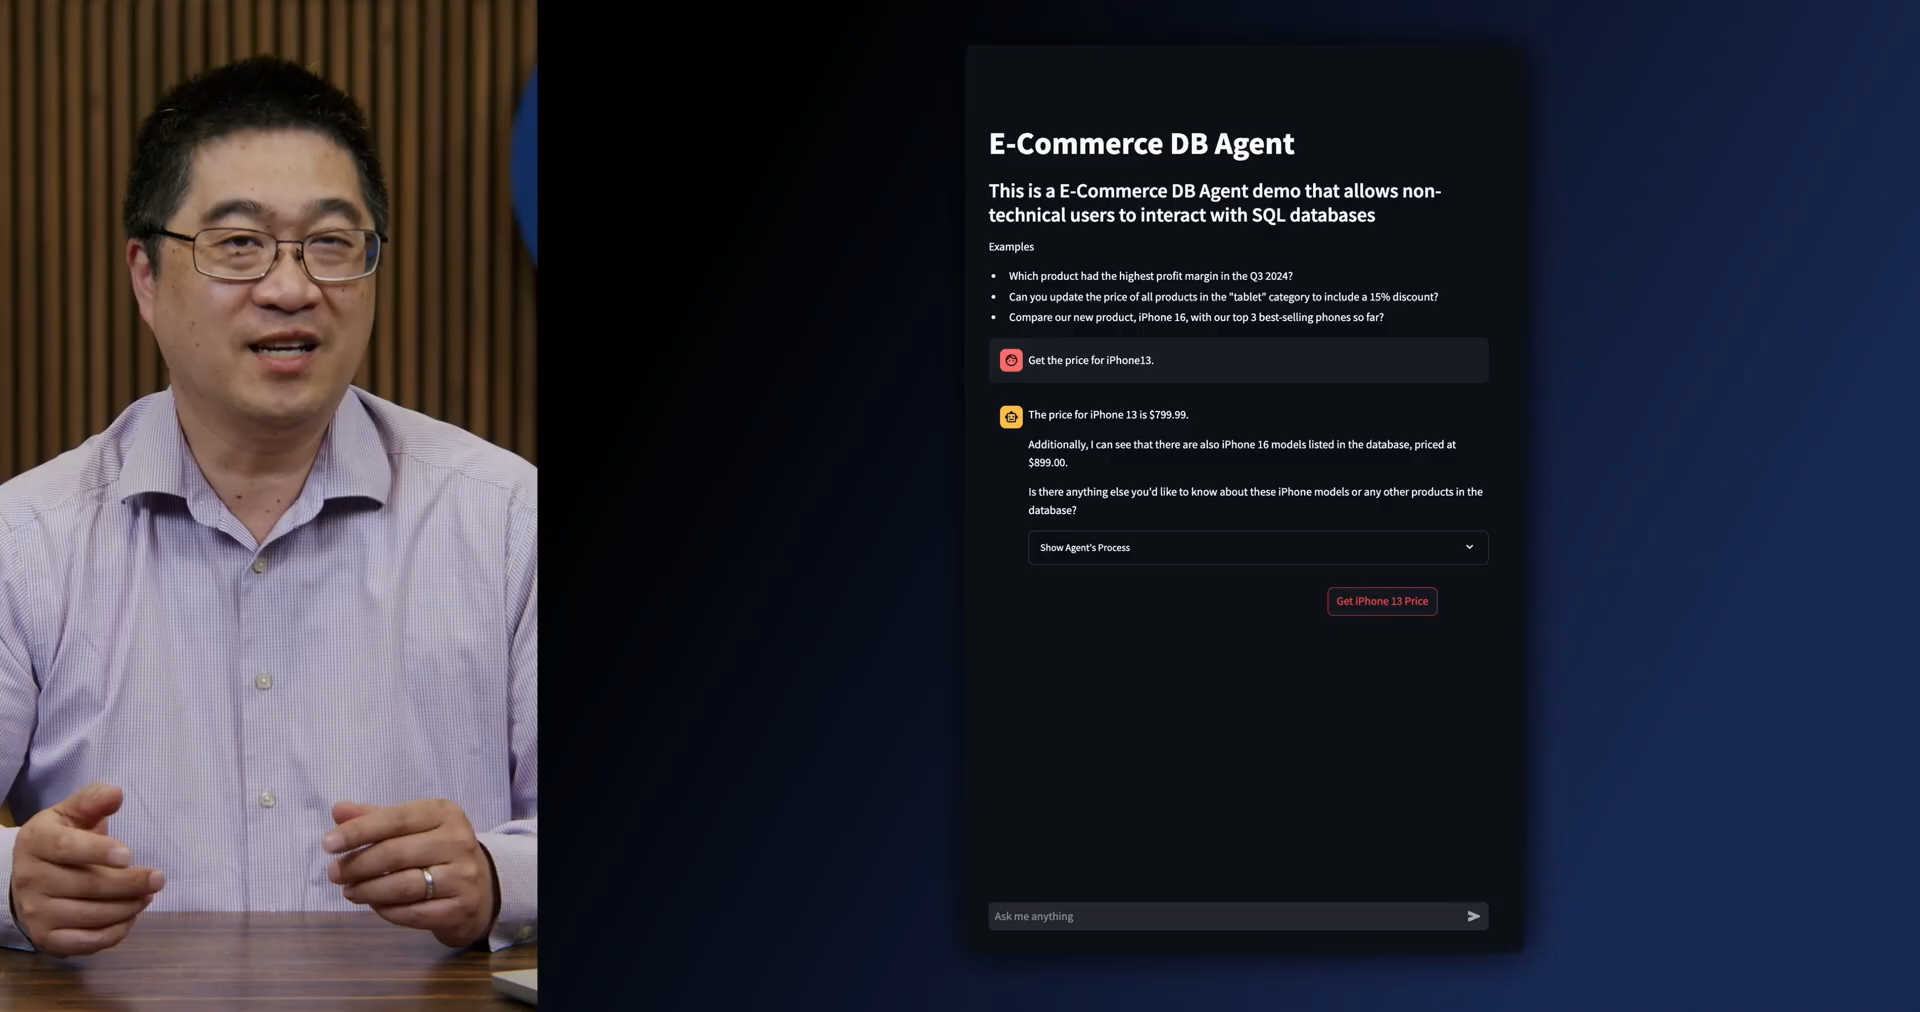 E-Commerce DB Agent
This is a E-Commerce DB Agent demo that allows non-
technical users to interact with SQL databases
Examples
Which product had the highest profit margin in the Q3 2024?
Can you update the price of all products in the "tablet" category to include a 15% discount?
Compare our new product, iPhone 16, with our top 3 best-selling phones so far?
Get the price for iPhone13.
The price for iPhone 13 is $799.99.
Additionally, I can see that there are also iPhone 16 models listed in the database, priced at
$899.00.
Is there anything else you'd like to know about these iPhone models or any other products in the
database?
Show Agent's Process
Get iPhone 13 Price
Ask me anything